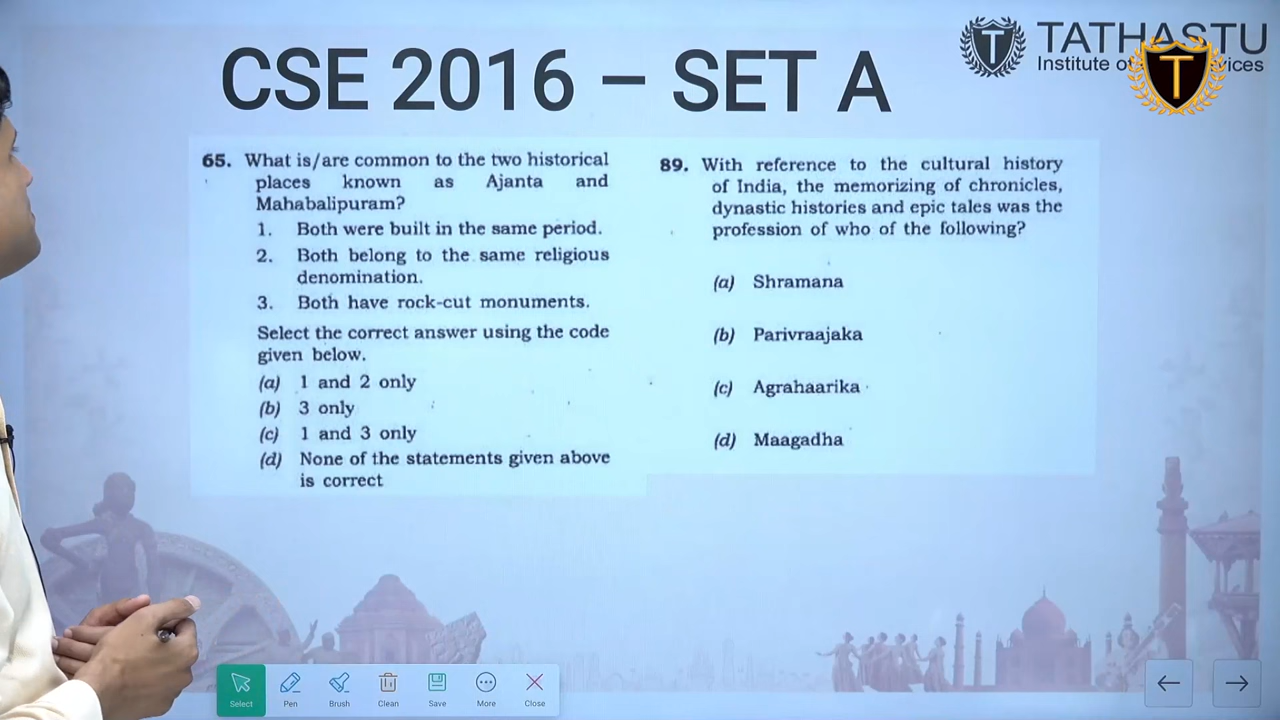 CSE 2016 – SET A
TATHASTU
Institute of
vices
T
T
65. What is/are common to the two historical
places known as Ajanta and
Mahabalipuram?
1. Both were built in the same period.
2. Both belong to the same religious
denomination.
3. Both have rock-cut monuments.
Select the correct answer using the code
given below.
(a) 1 and 2 only
(b) 3 only
(c) 1 and 3 only
(d) None of the statements given above
is correct
89. With reference to the cultural history
of India, the memorizing of chronicles,
dynastic histories and epic tales was the
profession of who of the following?
(a) Shramana
(b) Parivraajaka
(c) Agrahaarika
(d) Maagadha
Select Pen Brush Clean Save More Close